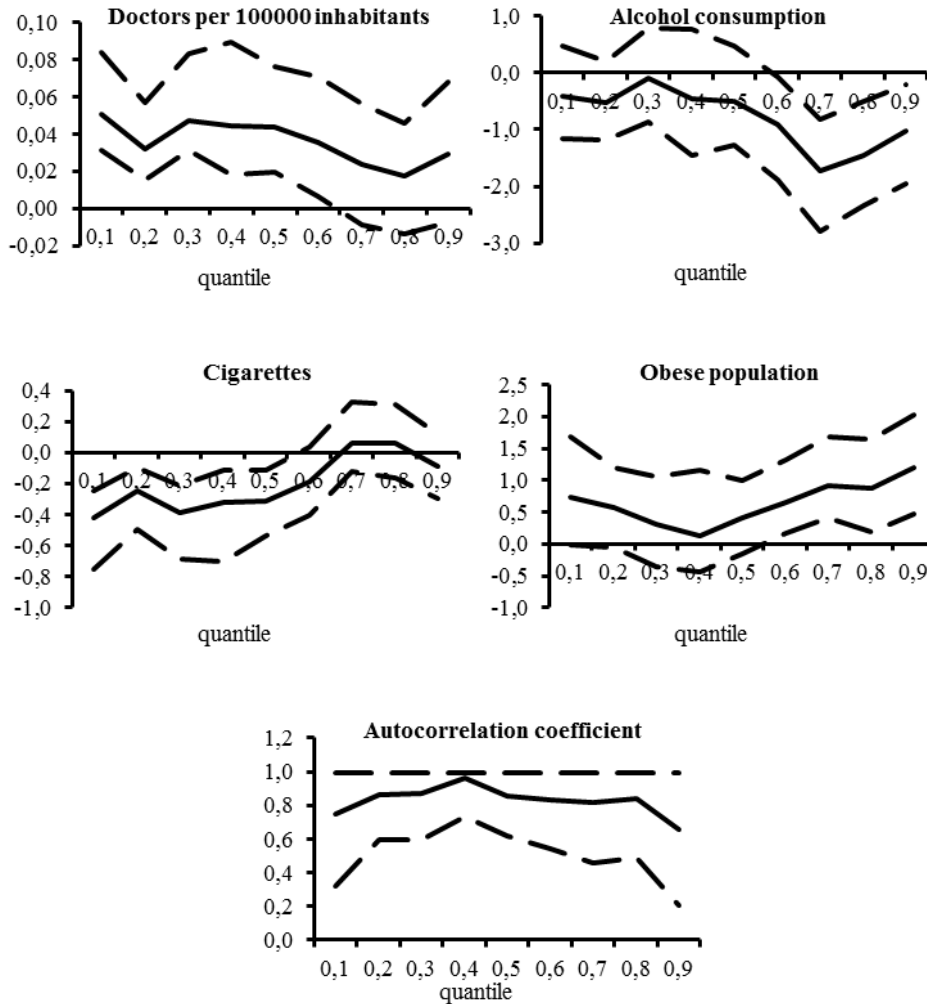 Doctors per 100000 inhabitants
0,10
0,08
0,06
0,04
0,02
0,00
-0,02
0,1 0,2 0,3 0,4 0,5 0,6 0,7 0,8 0,9
quantile
Alcohol consumption
1,0
0,0
-1,0
-2,0
-3,0
0,1 0,2 0,3 0,4 0,5 0,6 0,7 0,8 0,9
quantile
Cigarettes
0,4
0,2
0,0
-0,2
-0,4
-0,6
-0,8
-1,0
0,1 0,2 0,3 0,4 0,5 0,6 0,7 0,8 0,9
quantile
Obese population
2,5
2,0
1,5
1,0
0,5
0,0
-0,5
-1,0
0,1 0,2 0,3 0,4 0,5 0,6 0,7 0,8 0,9
quantile
Autocorrelation coefficient
1,2
1,0
0,8
0,6
0,4
0,2
0,0
0,1 0,2 0,3 0,4 0,5 0,6 0,7 0,8 0,9
quantile